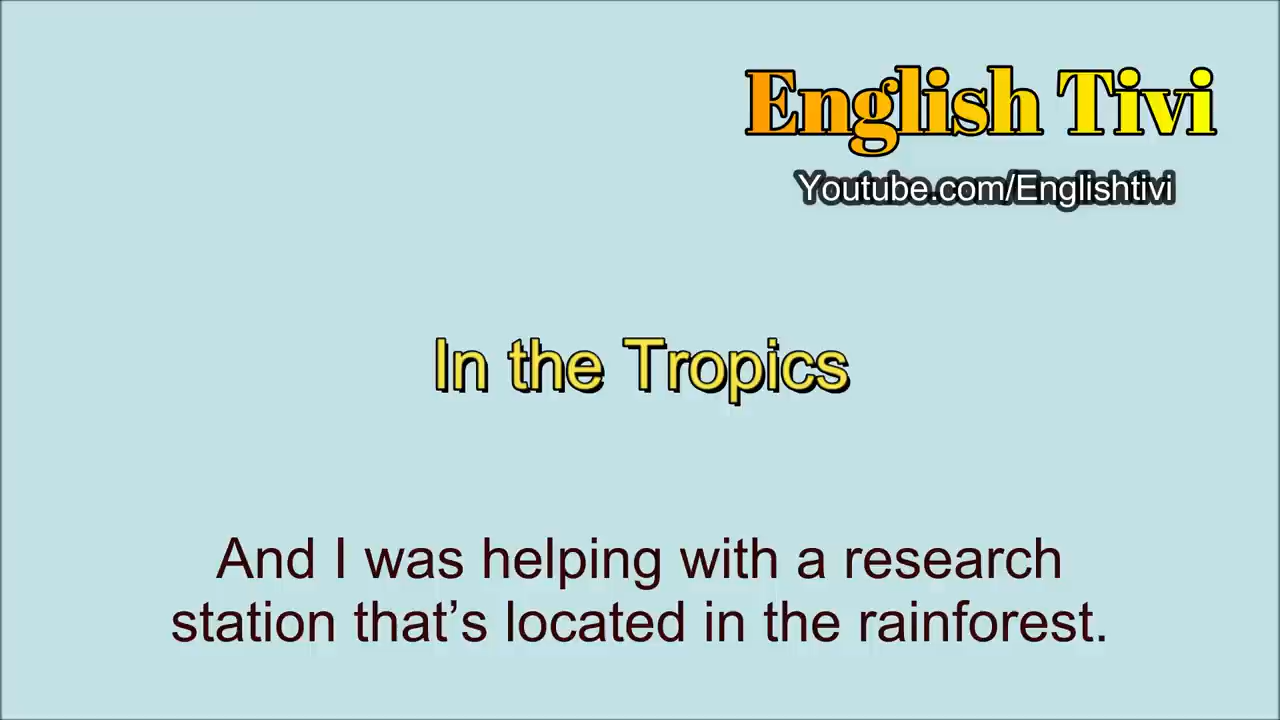 English Tivi
Youtube.com/Englishtivi
In the Tropics
And I was helping with a research
station that’s located in the rainforest.